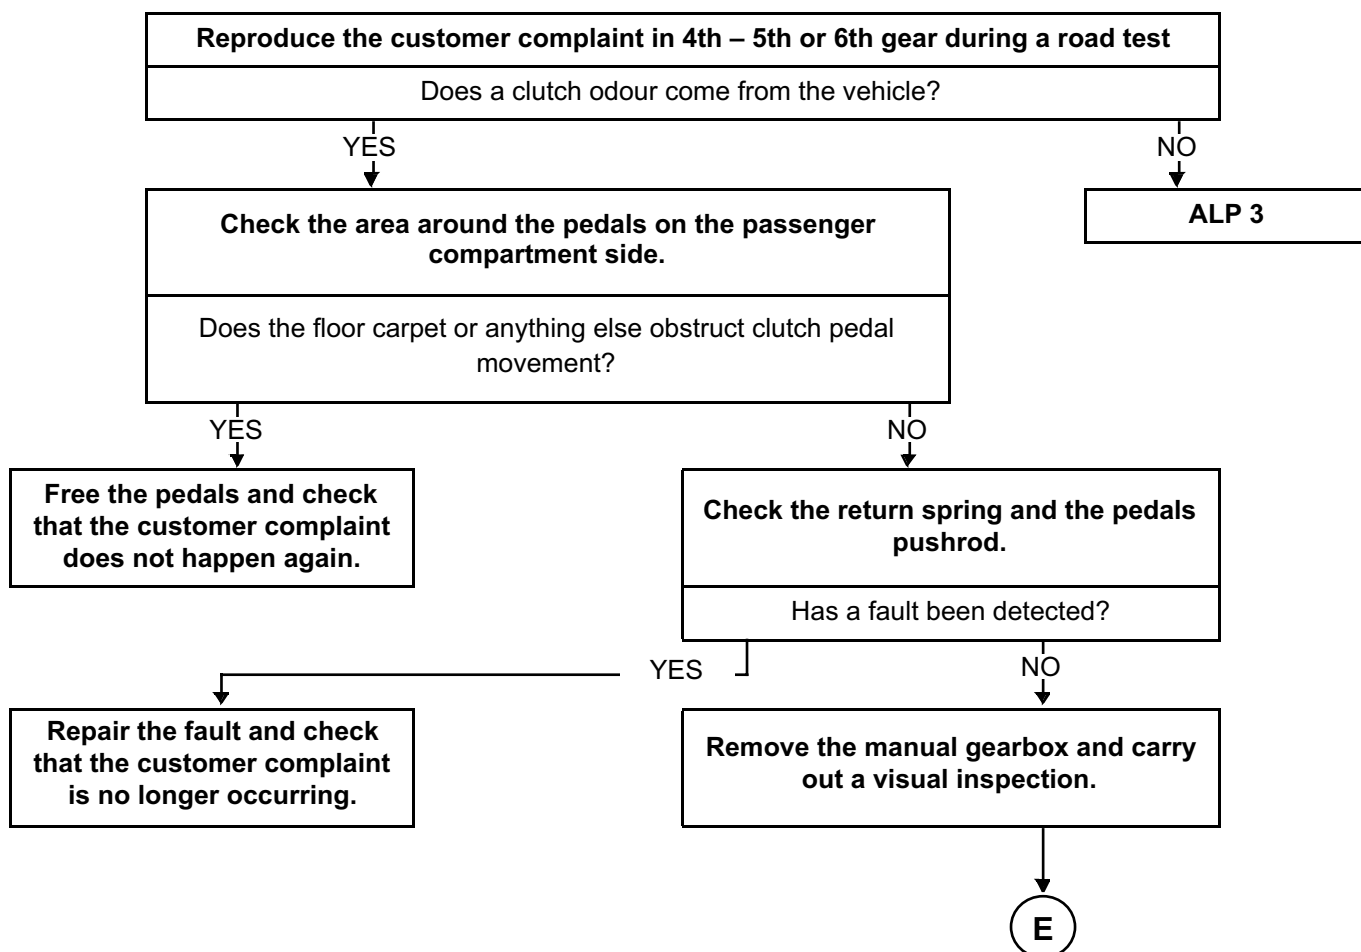 Reproduce the customer complaint in 4th – 5th or 6th gear during a road test
Does a clutch odour come from the vehicle?
YES
NO
Check the area around the pedals on the passenger
compartment side.
ALP 3
Does the floor carpet or anything else obstruct clutch pedal
movement?
YES
NO
Free the pedals and check
that the customer complaint
does not happen again.
Check the return spring and the pedals
pushrod.
Has a fault been detected?
YES
NO
Repair the fault and check
that the customer complaint
is no longer occurring.
Remove the manual gearbox and carry
out a visual inspection.
E